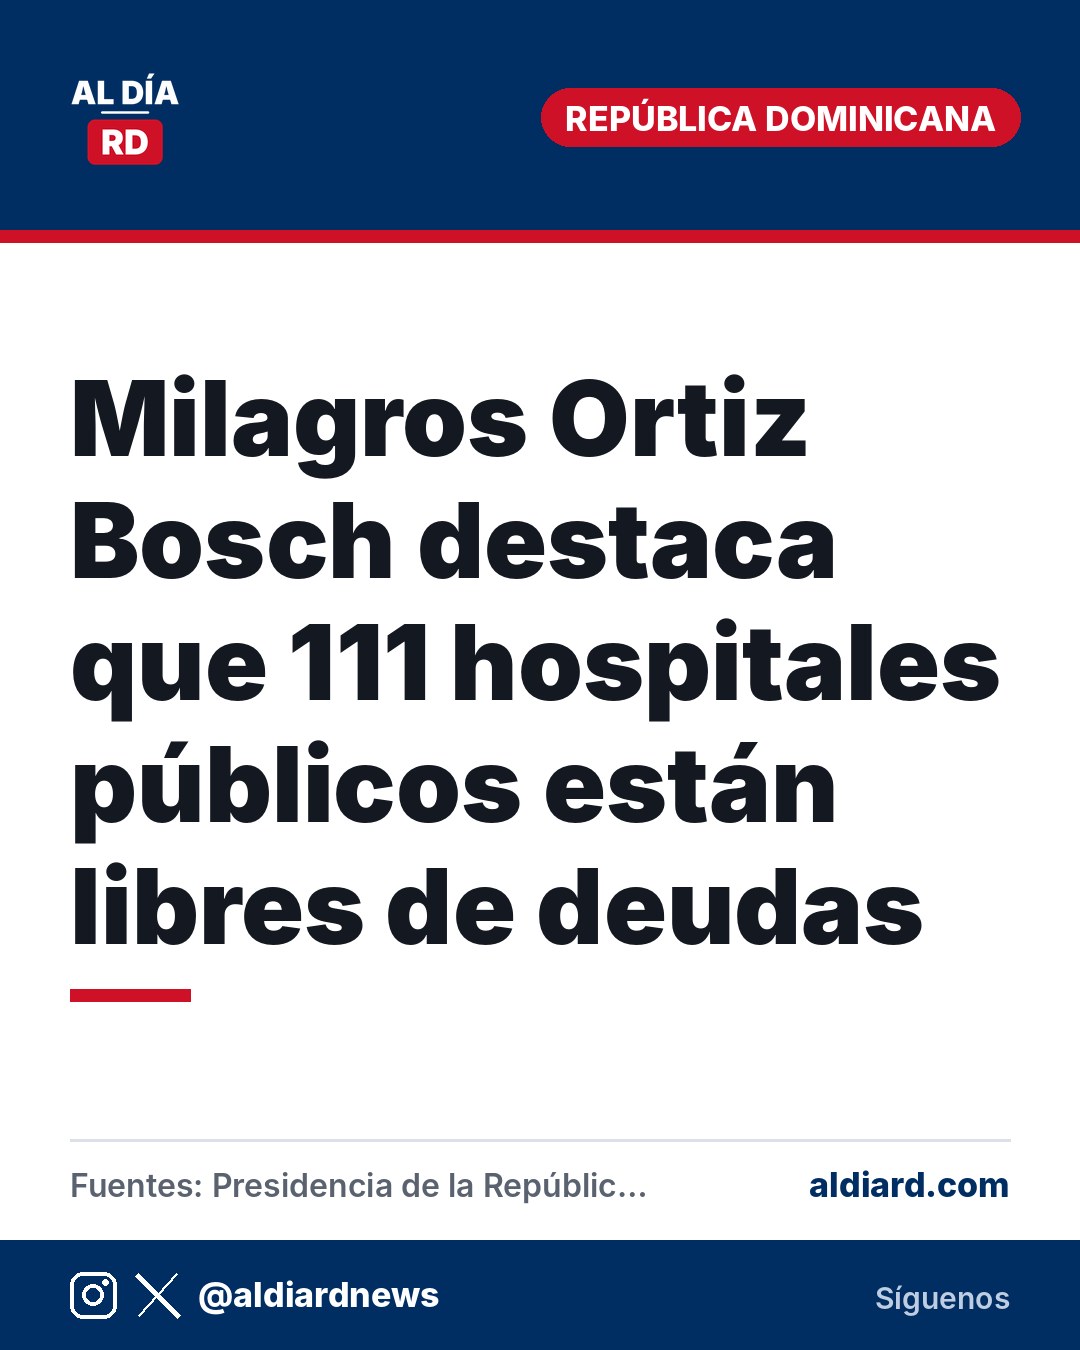 AL DÍA
RD
REPÚBLICA DOMINICANA
Milagros Ortiz
Bosch destaca
que 111 hospitales
públicos están
libres de deudas
Fuentes: Presidencia de la Repúblic...
aldiard.com
@aldiardnews
Síguenos